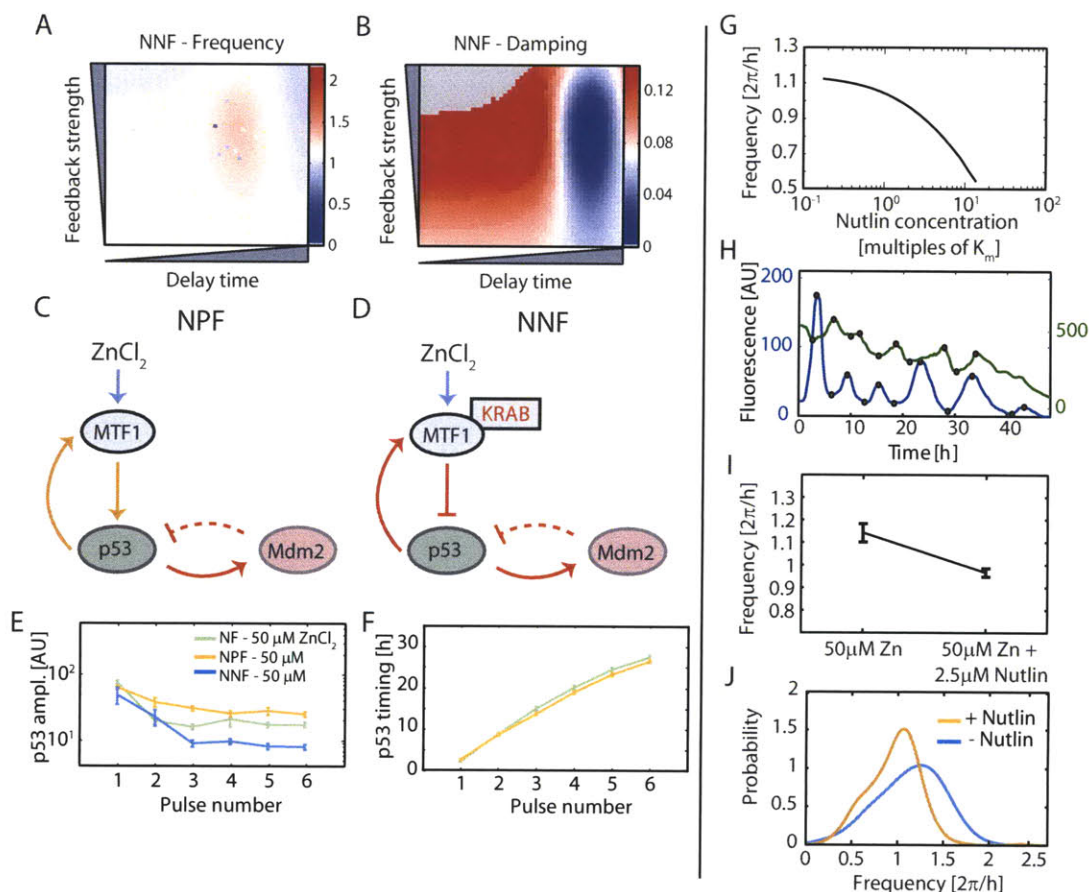 A
NNF - Frequency
Feedback strength
2
1.5
1
0.5
0
Delay time
B
NNF - Damping
Feedback strength
0.12
0.08
0.04
0
Delay time
C
NPF
ZnCl2
MTF1
p53
Mdm2
D
NNF
ZnCl2
KRAB
MTF1
p53
Mdm2
E
p53 ampl. [AU]
10^2
10^1
NF - 50 μM ZnCl2
NPF - 50 μM
NNF - 50 μM
1 2 3 4 5 6
Pulse number
F
p53 timing [h]
30
20
10
0
1 2 3 4 5 6
Pulse number
G
Frequency [2π/h]
1.3
1.1
0.9
0.7
0.5
10^-1 10^0 10^1 10^2
Nutlin concentration
[multiples of Km]
H
Fluorescence [AU]
200
100
0
500
0
0 10 20 30 40
Time [h]
I
Frequency [2π/h]
1.3
1.2
1.1
1
0.9
0.8
50μM Zn
50μM Zn +
2.5μM Nutlin
J
Probability
2
1.5
1
0.5
0
+ Nutlin
- Nutlin
0 0.5 1 1.5 2 2.5
Frequency [2π/h]